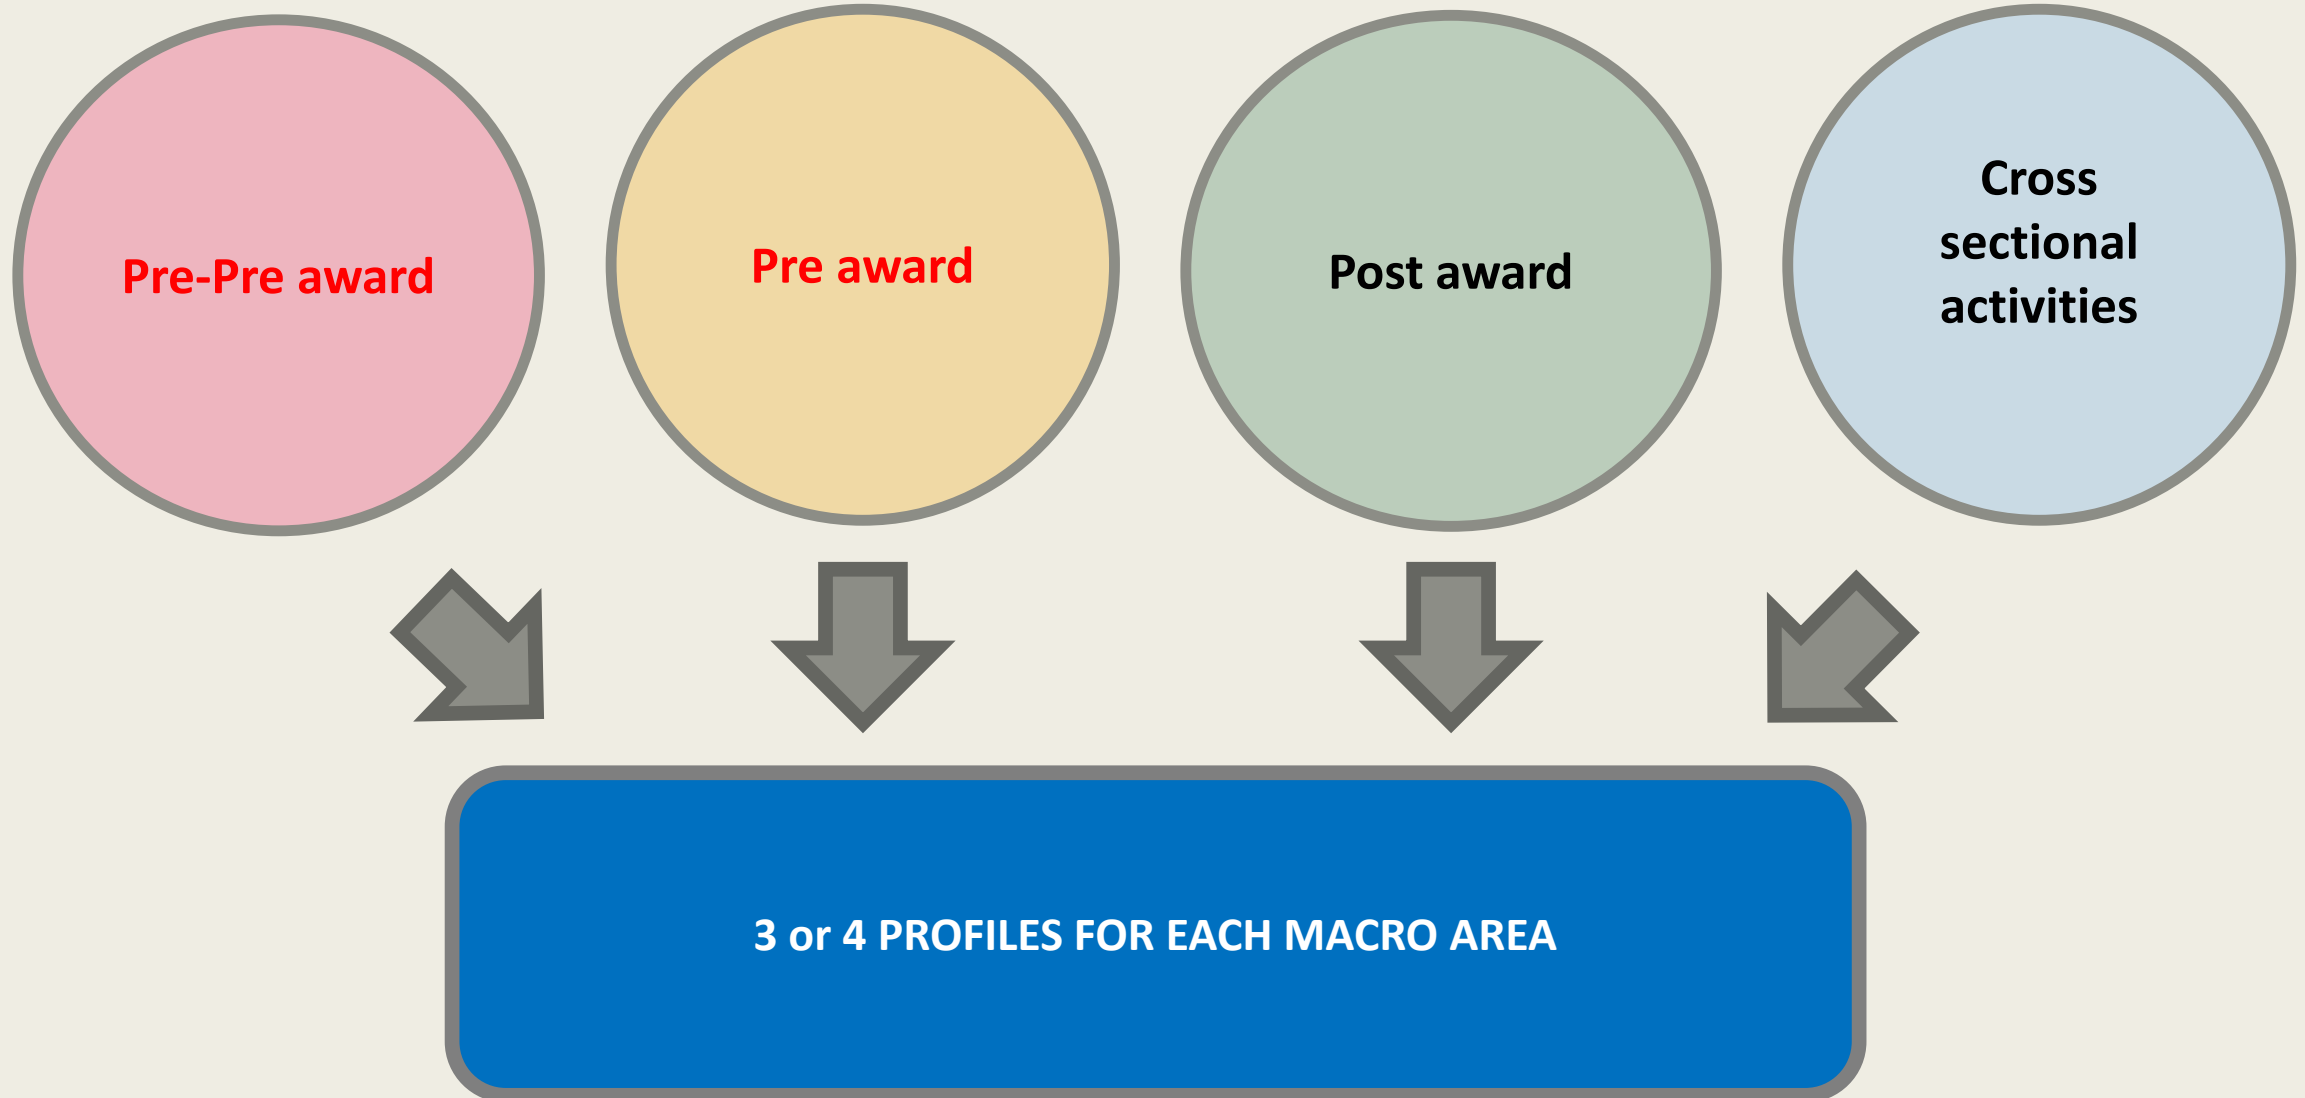 Pre-Pre award
Pre award
Post award
Cross
sectional
activities
3 or 4 PROFILES FOR EACH MACRO AREA